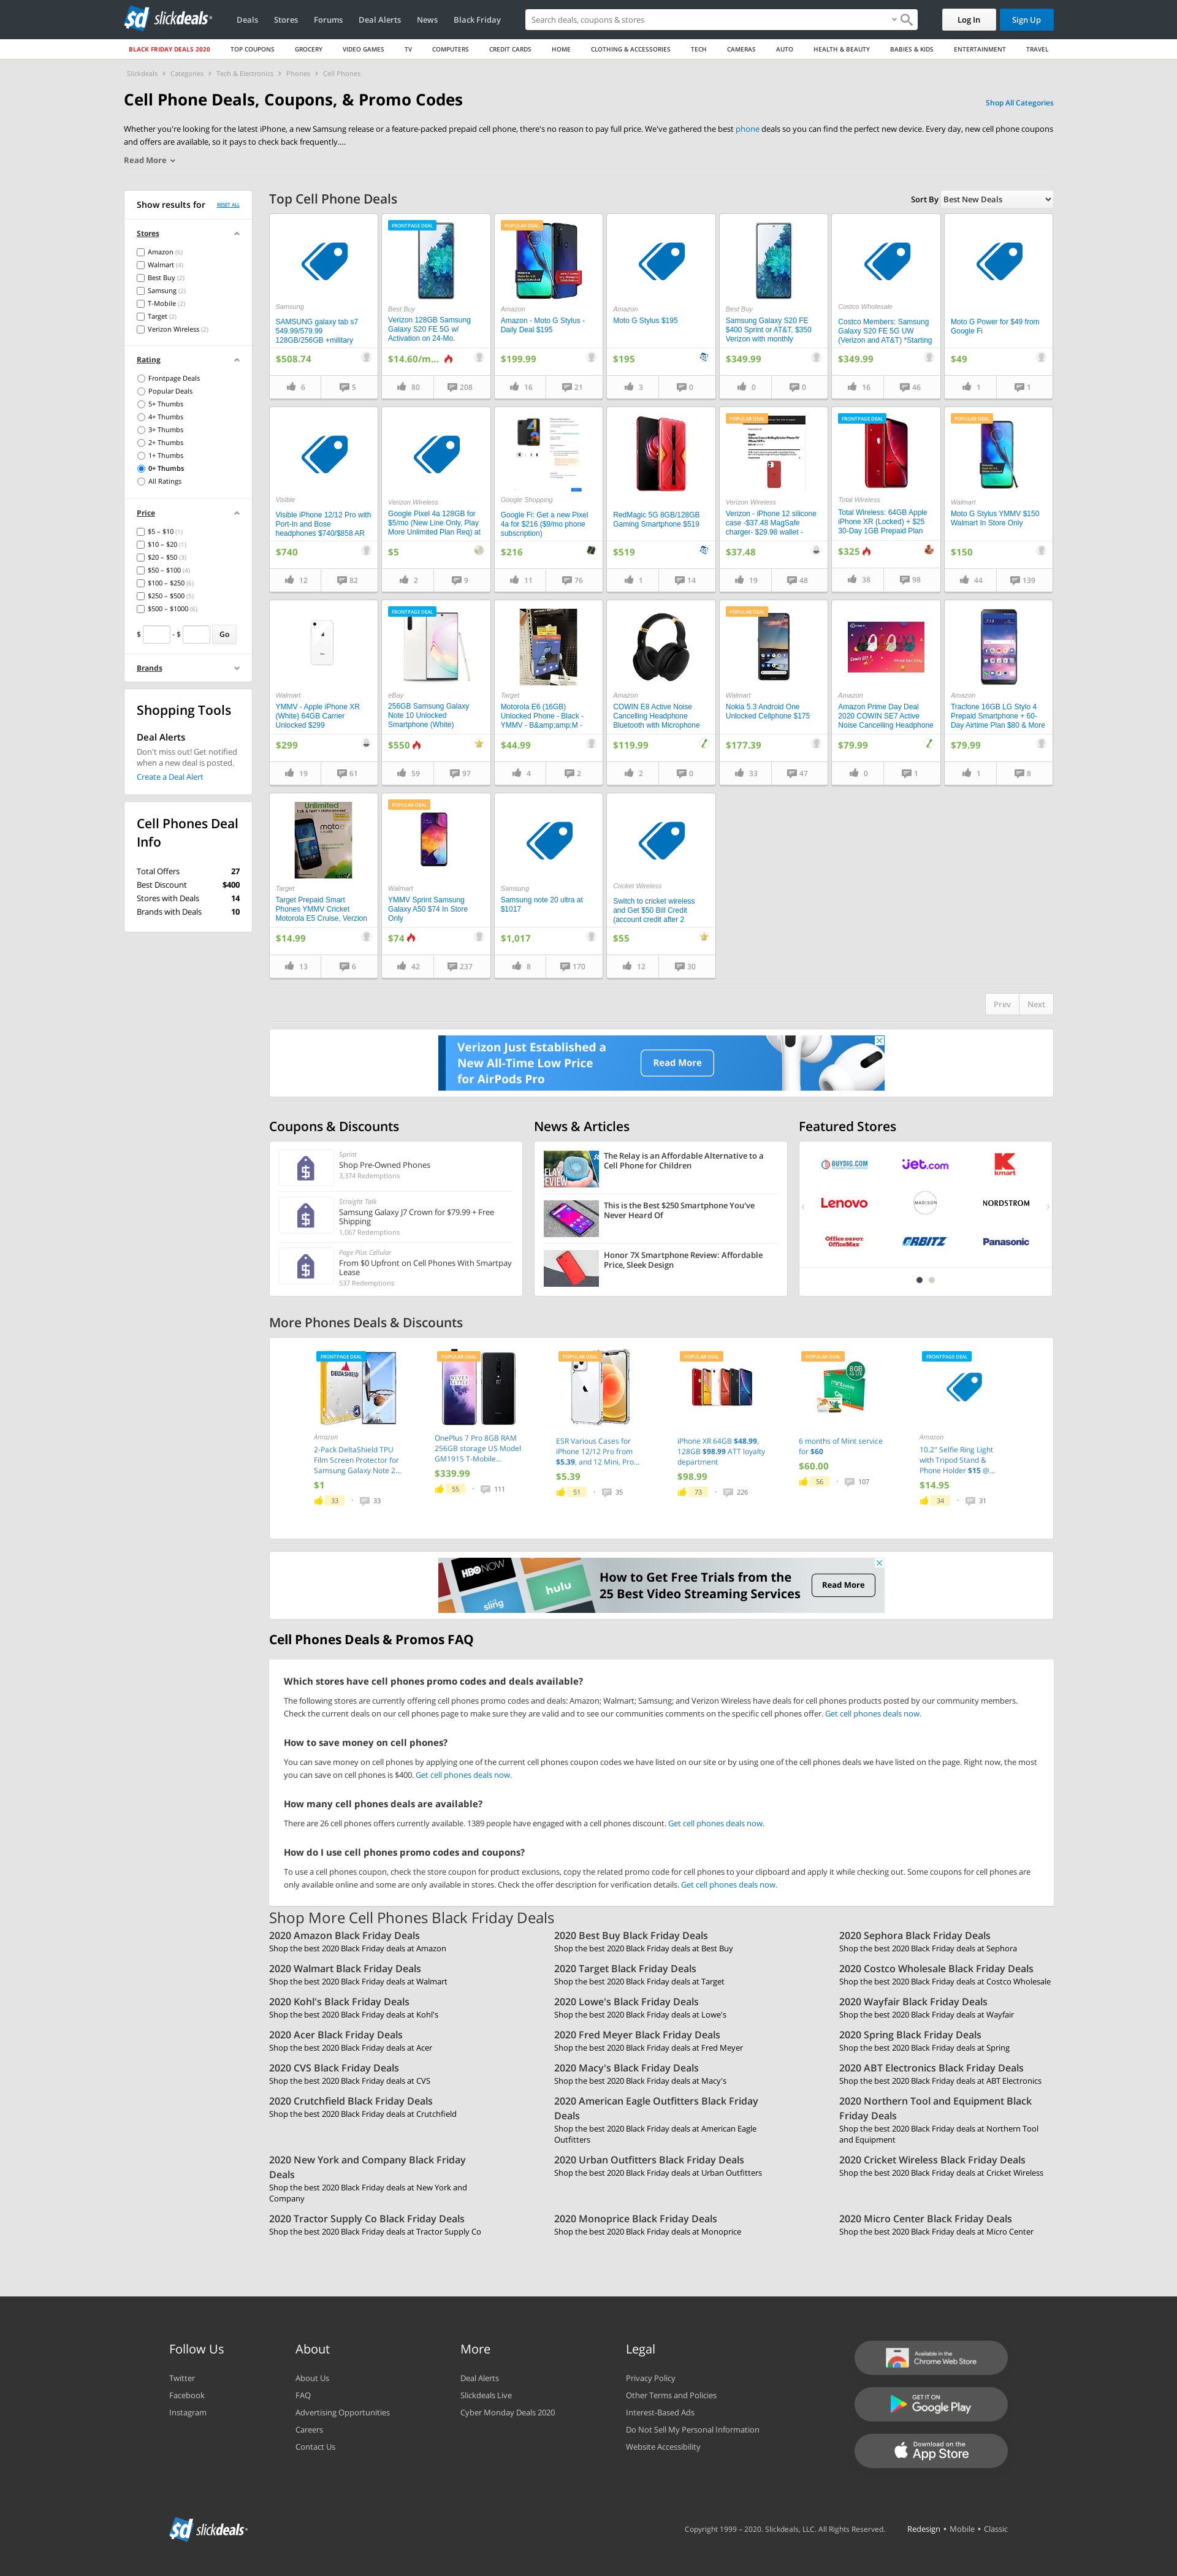 slickdeals
Deals
Stores
Forums
Deal Alerts
News
Black Friday
Search deals, coupons & stores
Log In
Sign Up
BLACK FRIDAY DEALS 2020
TOP COUPONS
GROCERY
VIDEO GAMES
TV
COMPUTERS
CREDIT CARDS
HOME
CLOTHING & ACCESSORIES
TECH
CAMERAS
AUTO
HEALTH & BEAUTY
BABIES & KIDS
ENTERTAINMENT
TRAVEL
Slickdeals › Categories › Tech & Electronics › Phones › Cell Phones
Cell Phone Deals, Coupons, & Promo Codes
Shop All Categories
Whether you're looking for the latest iPhone, a new Samsung release or a feature-packed prepaid cell phone, there's no reason to pay full price. We've gathered the best phone deals so you can find the perfect new device. Every day, new cell phone coupons
and offers are available, so it pays to check back frequently....
Read More
Show results for
RESET ALL
Stores
Amazon (6)
Walmart (4)
Best Buy (2)
Samsung (2)
T-Mobile (2)
Target (2)
Verizon Wireless (2)
Rating
Frontpage Deals
Popular Deals
5+ Thumbs
4+ Thumbs
3+ Thumbs
2+ Thumbs
1+ Thumbs
0+ Thumbs
All Ratings
Price
$5 – $10 (1)
$10 – $20 (1)
$20 – $50 (3)
$50 – $100 (4)
$100 – $250 (6)
$250 – $500 (5)
$500 – $1000 (6)
$ - $ Go
Brands
Shopping Tools
Deal Alerts
Don't miss out! Get notified
when a new deal is posted.
Create a Deal Alert
Cell Phones Deal
Info
Total Offers 27
Best Discount $400
Stores with Deals 14
Brands with Deals 10
Top Cell Phone Deals
Sort By Best New Deals
Samsung
SAMSUNG galaxy tab s7
549.99/579.99
128GB/256GB +military
$508.74
6 5
FRONTPAGE DEAL
Best Buy
Verizon 128GB Samsung
Galaxy S20 FE 5G w/
Activation on 24-Mo.
$14.60/m...
80 208
POPULAR DEAL
Amazon
Amazon - Moto G Stylus -
Daily Deal $195
$199.99
16 21
Amazon
Moto G Stylus $195
$195
3 0
Best Buy
Samsung Galaxy S20 FE
$400 Sprint or AT&T, $350
Verizon with monthly
$349.99
0 0
Costco Wholesale
Costco Members: Samsung
Galaxy S20 FE 5G UW
(Verizon and AT&T) *Starting
$349.99
16 46
Moto G Power for $49 from
Google Fi
$49
1 1
Visible
Visible iPhone 12/12 Pro with
Port-In and Bose
headphones $740/$858 AR
$740
12 82
Verizon Wireless
Google Pixel 4a 128GB for
$5/mo (New Line Only, Play
More Unlimited Plan Req) at
$5
2 9
Google Shopping
Google Fi: Get a new Pixel
4a for $216 ($9/mo phone
subscription)
$216
11 76
RedMagic 5G 8GB/128GB
Gaming Smartphone $519
$519
1 14
POPULAR DEAL
Verizon Wireless
Verizon - iPhone 12 silicone
case -$37.48 MagSafe
charger- $29.98 wallet -
$37.48
19 48
FRONTPAGE DEAL
Total Wireless
Total Wireless: 64GB Apple
iPhone XR (Locked) + $25
30-Day 1GB Prepaid Plan
$325
38 98
POPULAR DEAL
Walmart
Moto G Stylus YMMV $150
Walmart In Store Only
$150
44 139
Walmart
YMMV - Apple iPhone XR
(White) 64GB Carrier
Unlocked $299
$299
19 61
FRONTPAGE DEAL
eBay
256GB Samsung Galaxy
Note 10 Unlocked
Smartphone (White)
$550
59 97
Target
Motorola E6 (16GB)
Unlocked Phone - Black -
YMMV - B&amp;amp;M -
$44.99
4 2
Amazon
COWIN E8 Active Noise
Cancelling Headphone
Bluetooth with Microphone
$119.99
2 0
POPULAR DEAL
Walmart
Nokia 5.3 Android One
Unlocked Cellphone $175
$177.39
33 47
Amazon
Amazon Prime Day Deal
2020 COWIN SE7 Active
Noise Cancelling Headphone
$79.99
0 1
Amazon
Tracfone 16GB LG Stylo 4
Prepaid Smartphone + 60-
Day Airtime Plan $80 & More
$79.99
1 8
Unlimited
Target
Target Prepaid Smart
Phones YMMV Cricket
Motorola E5 Cruise, Verzion
$14.99
13 6
POPULAR DEAL
Walmart
YMMV Sprint Samsung
Galaxy A50 $74 In Store
Only
$74
42 237
Samsung
Samsung note 20 ultra at
$1017
$1,017
8 170
Cricket Wireless
Switch to cricket wireless
and Get $50 Bill Credit
(account credit after 2
$55
12 30
Prev
Next
Verizon Just Established a
New All-Time Low Price
for AirPods Pro
Read More
Coupons & Discounts
Sprint
Shop Pre-Owned Phones
3,374 Redemptions
Straight Talk
Samsung Galaxy J7 Crown for $79.99 + Free
Shipping
1,067 Redemptions
Page Plus Cellular
From $0 Upfront on Cell Phones With Smartpay
Lease
537 Redemptions
News & Articles
The Relay is an Affordable Alternative to a
Cell Phone for Children
This is the Best $250 Smartphone You've
Never Heard Of
Honor 7X Smartphone Review: Affordable
Price, Sleek Design
Featured Stores
BUYDIG.COM
jet.com
kmart
Lenovo
MADISON
NORDSTROM
Office DEPOT
OfficeMax
ORBITZ
Panasonic
More Phones Deals & Discounts
FRONTPAGE DEAL
DELTASHIELD
Amazon
2-Pack DeltaShield TPU
Film Screen Protector for
Samsung Galaxy Note 2...
$1
33 33
POPULAR DEAL
OnePlus 7 Pro 8GB RAM
256GB storage US Model
GM1915 T-Mobile...
$339.99
55 111
POPULAR DEAL
ESR Various Cases for
iPhone 12/12 Pro from
$5.39, and 12 Mini, Pro...
$5.39
51 35
POPULAR DEAL
iPhone XR 64GB $48.99,
128GB $98.99 ATT loyalty
department
$98.99
73 226
POPULAR DEAL
8GB
6 months of Mint service
for $60
$60.00
56 107
FRONTPAGE DEAL
Amazon
10.2" Selfie Ring Light
with Tripod Stand &
Phone Holder $15 @...
$14.95
34 31
HBO NOW
hulu
sling
How to Get Free Trials from the
25 Best Video Streaming Services
Read More
Cell Phones Deals & Promos FAQ
Which stores have cell phones promo codes and deals available?
The following stores are currently offering cell phones promo codes and deals: Amazon; Walmart; Samsung; and Verizon Wireless have deals for cell phones products posted by our community members.
Check the current deals on our cell phones page to make sure they are valid and to see our communities comments on the specific cell phones offer. Get cell phones deals now.
How to save money on cell phones?
You can save money on cell phones by applying one of the current cell phones coupon codes we have listed on our site or by using one of the cell phones deals we have listed on the page. Right now, the most
you can save on cell phones is $400. Get cell phones deals now.
How many cell phones deals are available?
There are 26 cell phones offers currently available. 1389 people have engaged with a cell phones discount. Get cell phones deals now.
How do I use cell phones promo codes and coupons?
To use a cell phones coupon, check the store coupon for product exclusions, copy the related promo code for cell phones to your clipboard and apply it while checking out. Some coupons for cell phones are
only available online and some are only available in stores. Check the offer description for verification details. Get cell phones deals now.
Shop More Cell Phones Black Friday Deals
2020 Amazon Black Friday Deals
Shop the best 2020 Black Friday deals at Amazon
2020 Best Buy Black Friday Deals
Shop the best 2020 Black Friday deals at Best Buy
2020 Sephora Black Friday Deals
Shop the best 2020 Black Friday deals at Sephora
2020 Walmart Black Friday Deals
Shop the best 2020 Black Friday deals at Walmart
2020 Target Black Friday Deals
Shop the best 2020 Black Friday deals at Target
2020 Costco Wholesale Black Friday Deals
Shop the best 2020 Black Friday deals at Costco Wholesale
2020 Kohl's Black Friday Deals
Shop the best 2020 Black Friday deals at Kohl's
2020 Lowe's Black Friday Deals
Shop the best 2020 Black Friday deals at Lowe's
2020 Wayfair Black Friday Deals
Shop the best 2020 Black Friday deals at Wayfair
2020 Acer Black Friday Deals
Shop the best 2020 Black Friday deals at Acer
2020 Fred Meyer Black Friday Deals
Shop the best 2020 Black Friday deals at Fred Meyer
2020 Spring Black Friday Deals
Shop the best 2020 Black Friday deals at Spring
2020 CVS Black Friday Deals
Shop the best 2020 Black Friday deals at CVS
2020 Macy's Black Friday Deals
Shop the best 2020 Black Friday deals at Macy's
2020 ABT Electronics Black Friday Deals
Shop the best 2020 Black Friday deals at ABT Electronics
2020 Crutchfield Black Friday Deals
Shop the best 2020 Black Friday deals at Crutchfield
2020 American Eagle Outfitters Black Friday
Deals
Shop the best 2020 Black Friday deals at American Eagle
Outfitters
2020 Northern Tool and Equipment Black
Friday Deals
Shop the best 2020 Black Friday deals at Northern Tool
and Equipment
2020 New York and Company Black Friday
Deals
Shop the best 2020 Black Friday deals at New York and
Company
2020 Urban Outfitters Black Friday Deals
Shop the best 2020 Black Friday deals at Urban Outfitters
2020 Cricket Wireless Black Friday Deals
Shop the best 2020 Black Friday deals at Cricket Wireless
2020 Tractor Supply Co Black Friday Deals
Shop the best 2020 Black Friday deals at Tractor Supply Co
2020 Monoprice Black Friday Deals
Shop the best 2020 Black Friday deals at Monoprice
2020 Micro Center Black Friday Deals
Shop the best 2020 Black Friday deals at Micro Center
Follow Us
Twitter
Facebook
Instagram
About
About Us
FAQ
Advertising Opportunities
Careers
Contact Us
More
Deal Alerts
Slickdeals Live
Cyber Monday Deals 2020
Legal
Privacy Policy
Other Terms and Policies
Interest-Based Ads
Do Not Sell My Personal Information
Website Accessibility
Available in the
Chrome Web Store
GET IT ON
Google Play
Download on the
App Store
slickdeals
Copyright 1999 – 2020. Slickdeals, LLC. All Rights Reserved.
Redesign • Mobile • Classic